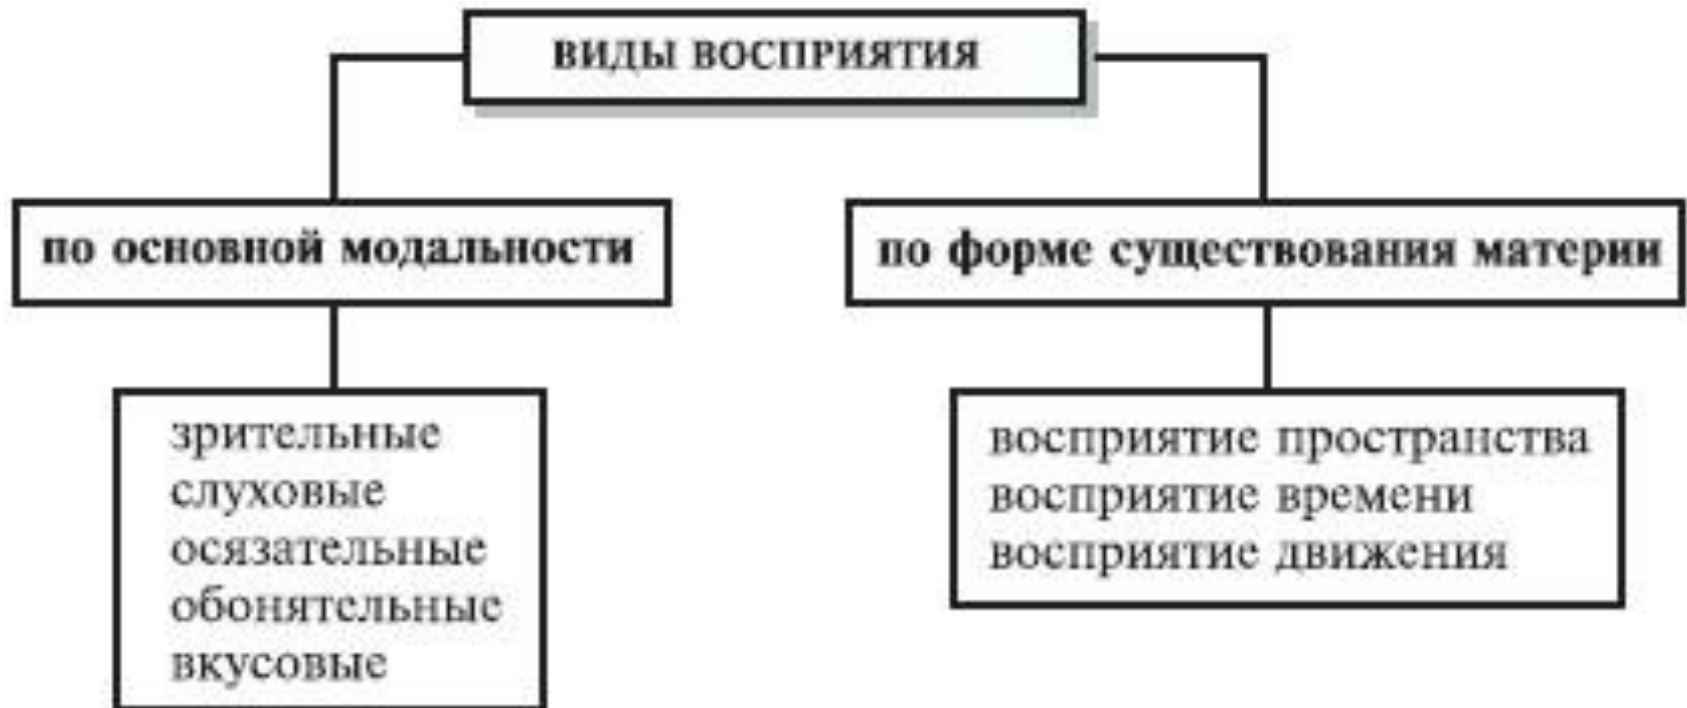 ВИДЫ ВОСПРИЯТИЯ
по основной модальности
зрительные
слуховые
осязательные
обонятельные
вкусовые
по форме существования материи
восприятие пространства
восприятие времени
восприятие движения